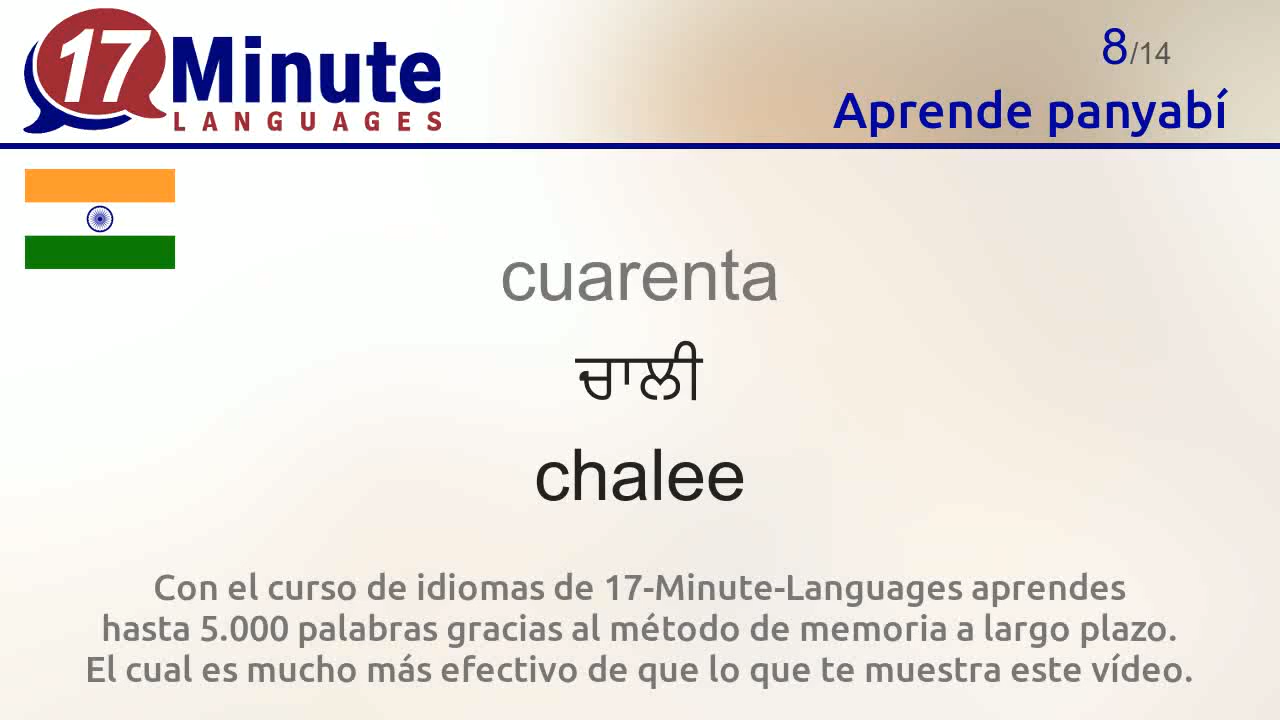 17 Minute
LANGUAGES
8/14
Aprende panyabí
cuarenta
ਚਾਲੀ
chalee
Con el curso de idiomas de 17-Minute-Languages aprendes
hasta 5.000 palabras gracias al método de memoria a largo plazo.
El cual es mucho más efectivo de que lo que te muestra este vídeo.